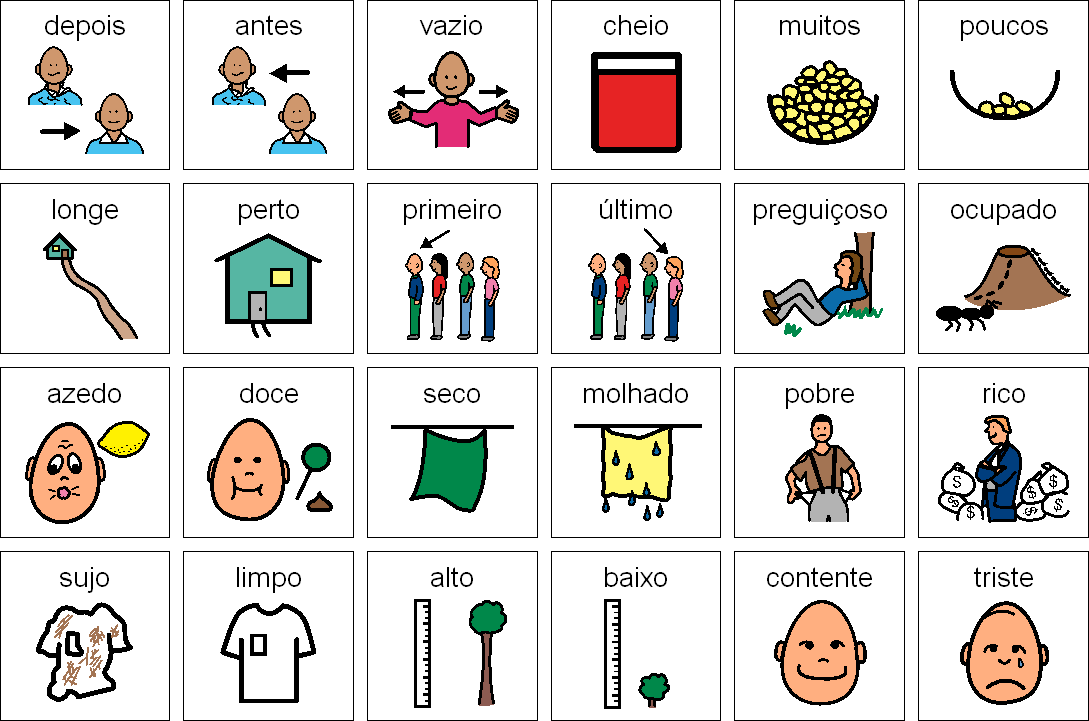 depois antes vazio cheio muitos poucos
longe perto primeiro último preguiçoso ocupado
azedo doce seco molhado pobre rico
$ $ $ $ $ $ $
sujo limpo alto baixo contente triste